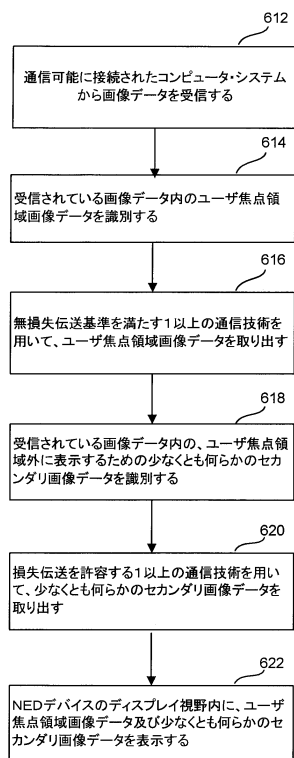 612
通信可能に接続されたコンピュータ・システム
から画像データを受信する
614
受信されている画像データ内のユーザ焦点領
域画像データを識別する
616
無損失伝送基準を満たす1以上の通信技術を
用いて、ユーザ焦点領域画像データを取り出す
618
受信されている画像データ内の、ユーザ焦点領
域外に表示するための少なくとも何らかのセカ
ンダリ画像データを識別する
620
損失伝送を許容する1以上の通信技術を用い
て、少なくとも何らかのセカンダリ画像データを
取り出す
622
NEDデバイスのディスプレイ視野内に、ユーザ
焦点領域画像データ及び少なくとも何らかのセ
カンダリ画像データを表示する